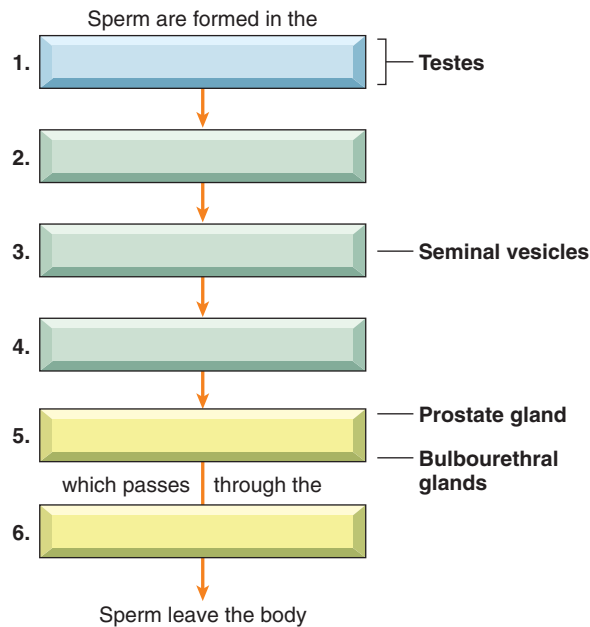 Sperm are formed in the
1.
Testes
2.
3.
Seminal vesicles
4.
Prostate gland
5.
Bulbourethral
glands
which passes through the
6.
Sperm leave the body